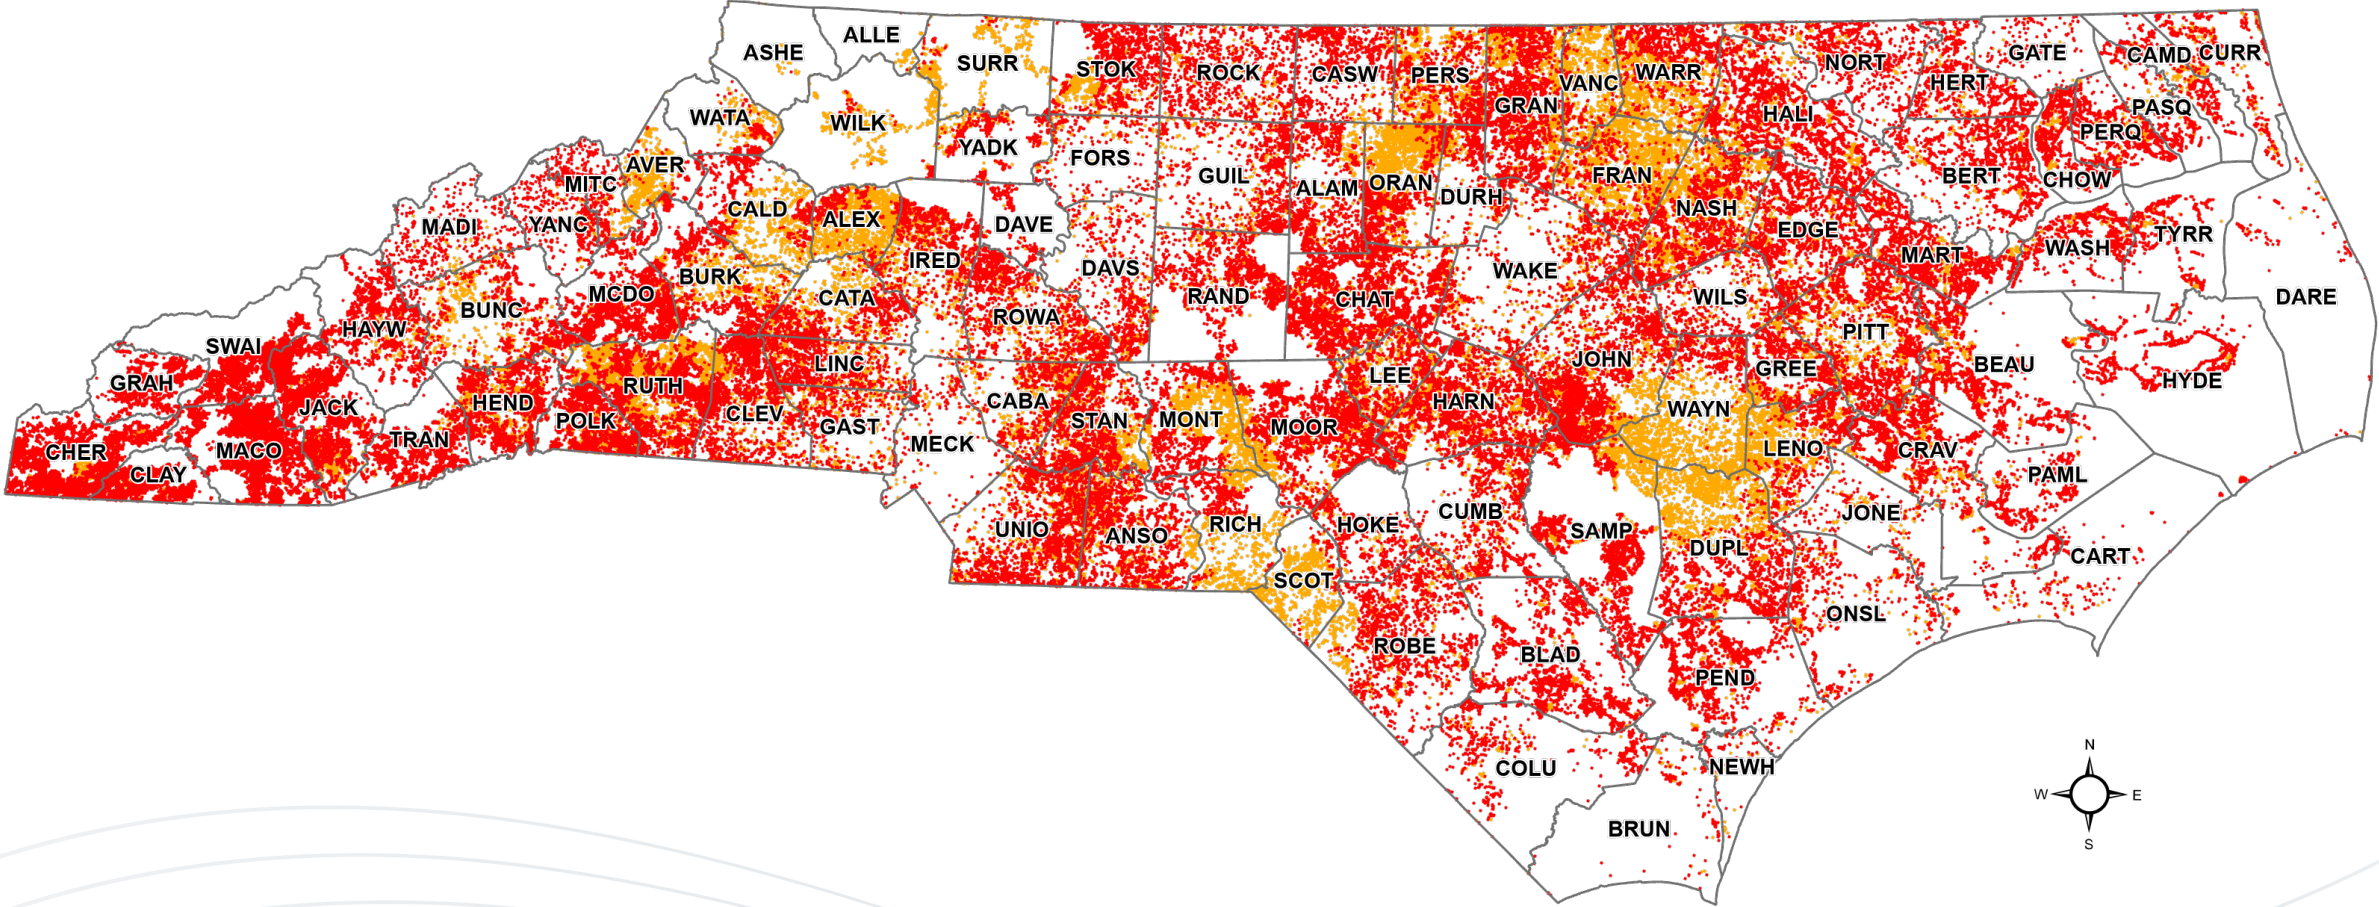 ASHE
ALLE
SURR
STOK
ROCK
CASW
PERS
GRAN
VANC
WARR
HALI
NORT
HERT
GATE
CAMD
CURR
PASQ
PERQ
CHOW
BERT
WATA
WILK
YADK
FORS
GUIL
ALAM
ORAN
DURH
FRAN
NASH
EDGE
MART
WASH
TYRR
DARE
AVER
MITC
YANC
MADI
CALD
ALEX
IRED
DAVE
DAVS
RAND
CHAT
WAKE
WILS
PITT
BEAU
HYDE
BURK
MCDO
BUNC
HAYW
SWAI
GRAH
CATA
ROWA
LINC
LEE
JOHN
GREE
JACK
HEND
RUTH
POLK
CLEV
GAST
CABA
STAN
MONT
MOOR
HARN
WAYN
LENO
CRAV
PAML
CHER
CLAY
MACO
TRAN
MECK
UNIO
ANSO
RICH
SCOT
HOKE
CUMB
SAMP
DUPL
JONE
CART
ONSL
ROBE
BLAD
PEND
COLU
NEWH
BRUN
N
W
E
S